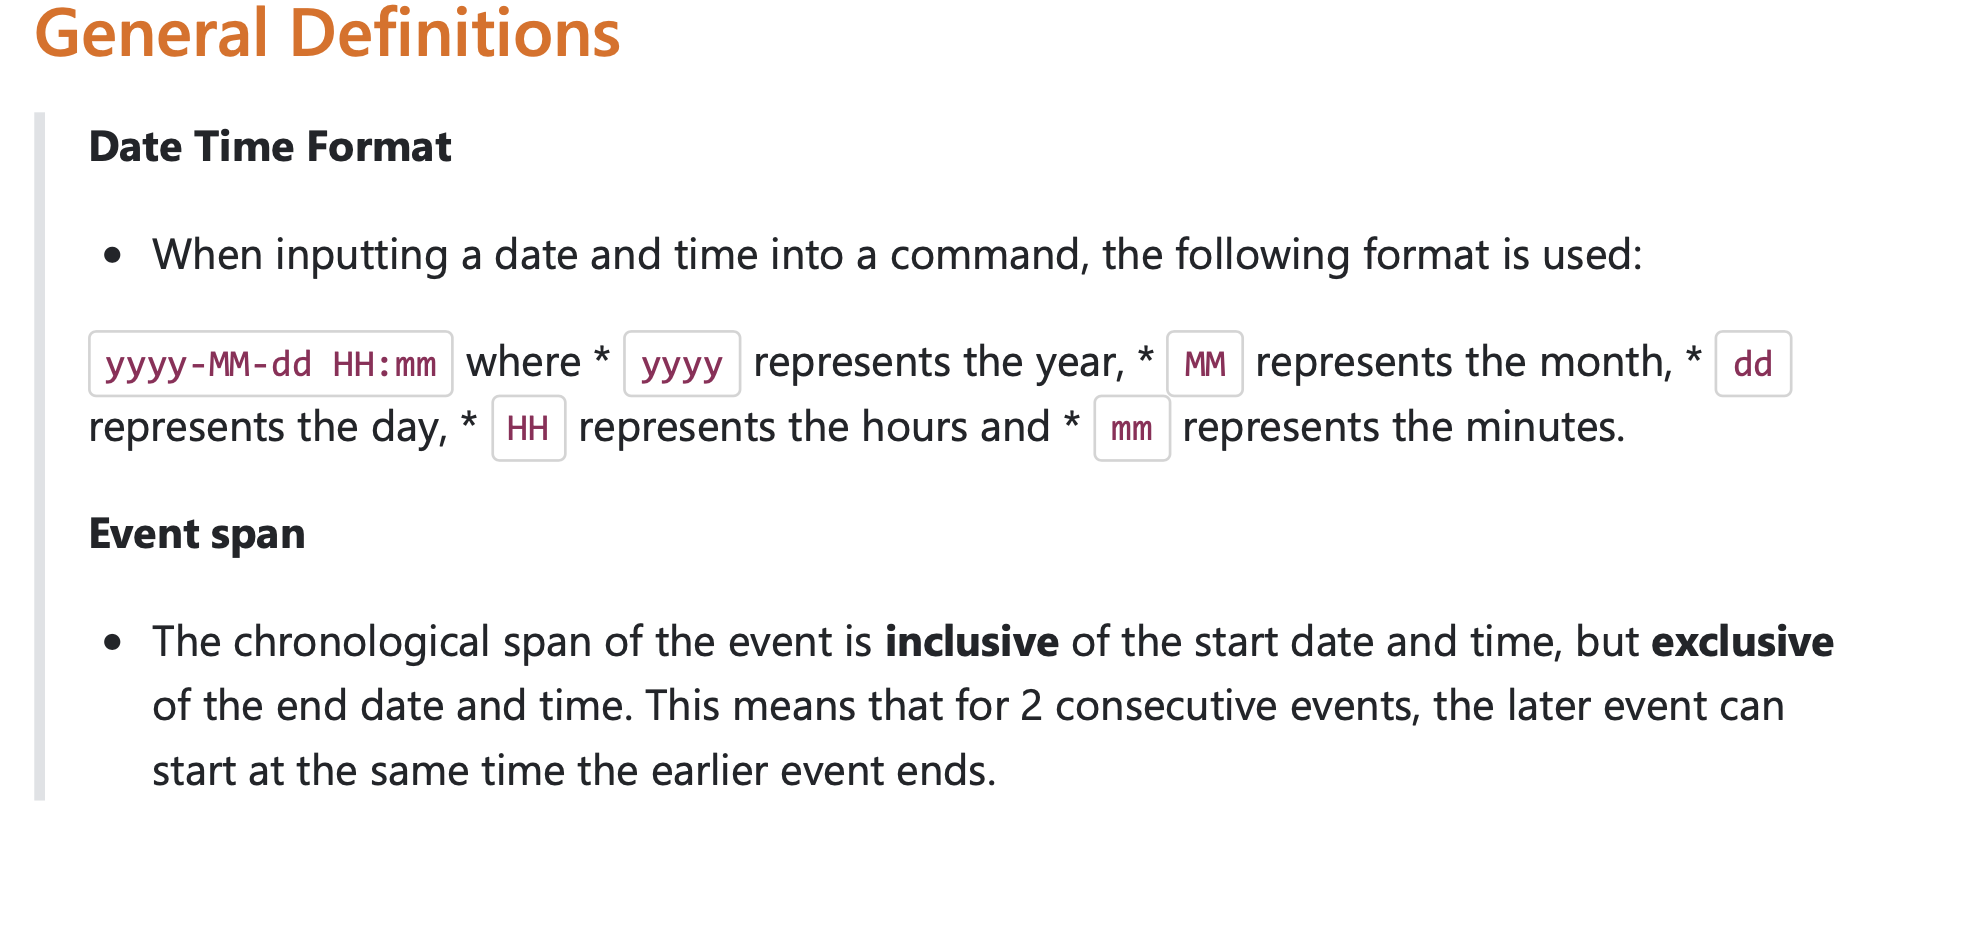 General Definitions
Date Time Format
• When inputting a date and time into a command, the following format is used:
yyyy-MM-dd HH:mm where * yyyy represents the year, * MM represents the month, * dd
represents the day, * HH represents the hours and * mm represents the minutes.
Event span
• The chronological span of the event is inclusive of the start date and time, but exclusive
of the end date and time. This means that for 2 consecutive events, the later event can
start at the same time the earlier event ends.